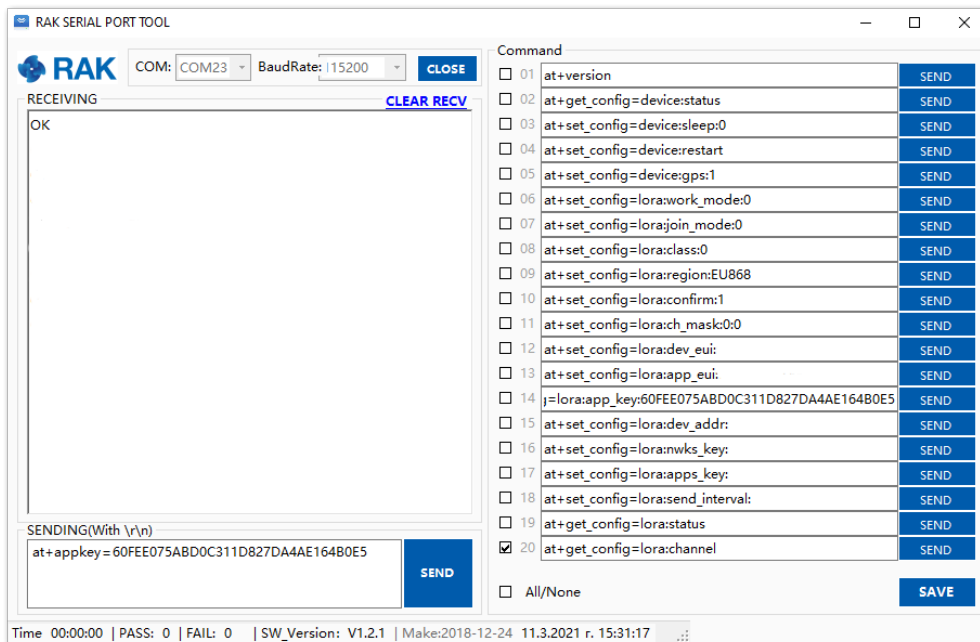 RAK SERIAL PORT TOOL
RAK
COM: COM23 BaudRate: 115200 CLOSE
RECEIVING CLEAR RECV
OK
SENDING(With \r\n)
at+appkey=60FEE075ABD0C311D827DA4AE164B0E5
SEND
Command
01 at+version SEND
02 at+get_config=device:status SEND
03 at+set_config=device:sleep:0 SEND
04 at+set_config=device:restart SEND
05 at+set_config=device:gps:1 SEND
06 at+set_config=lora:work_mode:0 SEND
07 at+set_config=lora:join_mode:0 SEND
08 at+set_config=lora:class:0 SEND
09 at+set_config=lora:region:EU868 SEND
10 at+set_config=lora:confirm:1 SEND
11 at+set_config=lora:ch_mask:0:0 SEND
12 at+set_config=lora:dev_eui: SEND
13 at+set_config=lora:app_eui: SEND
14 g=lora:app_key:60FEE075ABD0C311D827DA4AE164B0E5 SEND
15 at+set_config=lora:dev_addr: SEND
16 at+set_config=lora:nwks_key: SEND
17 at+set_config=lora:apps_key: SEND
18 at+set_config=lora:send_interval: SEND
19 at+get_config=lora:status SEND
20 at+get_config=lora:channel SEND
All/None SAVE
Time 00:00:00 | PASS: 0 | FAIL: 0 | SW_Version: V1.2.1 | Make:2018-12-24 11.3.2021 г. 15:31:17